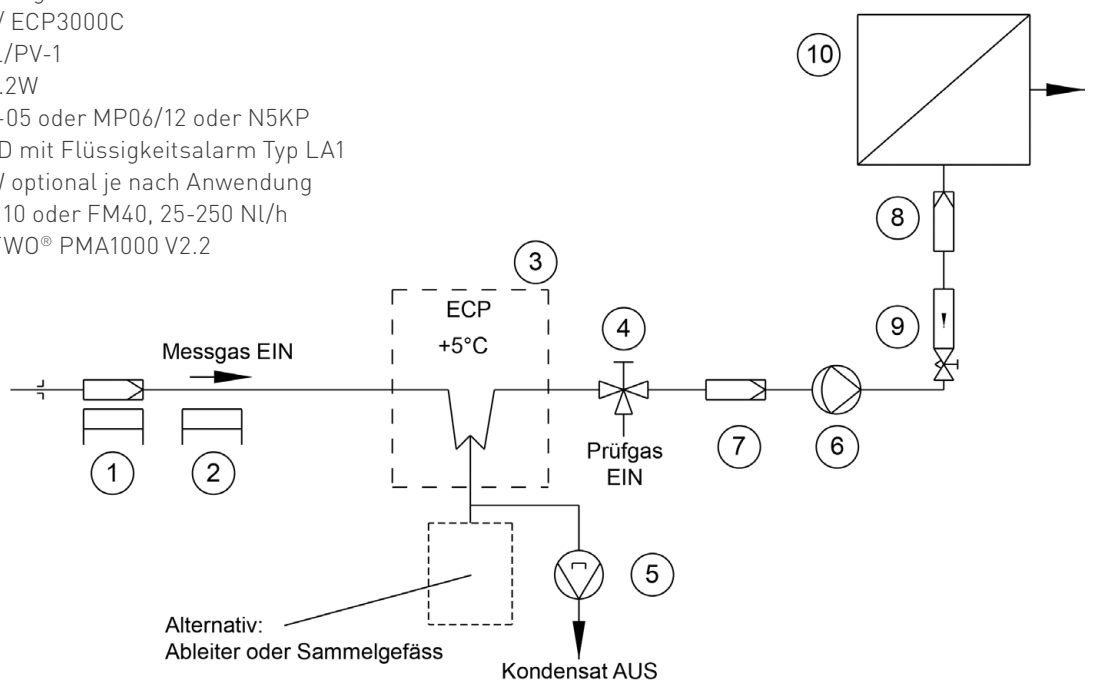 / ECP3000C
/PV-1
.2W
-05 oder MP06/12 oder N5KP
D mit Flüssigkeitsalarm Typ LA1
optional je nach Anwendung
10 oder FM40, 25-250 Nl/h
TWO® PMA1000 V2.2
10
8
3
ECP
+5°C
4
9
Messgas EIN
1
2
Prüfgas
EIN
7
6
5
Alternativ:
Ableiter oder Sammelgefäss
Kondensat AUS